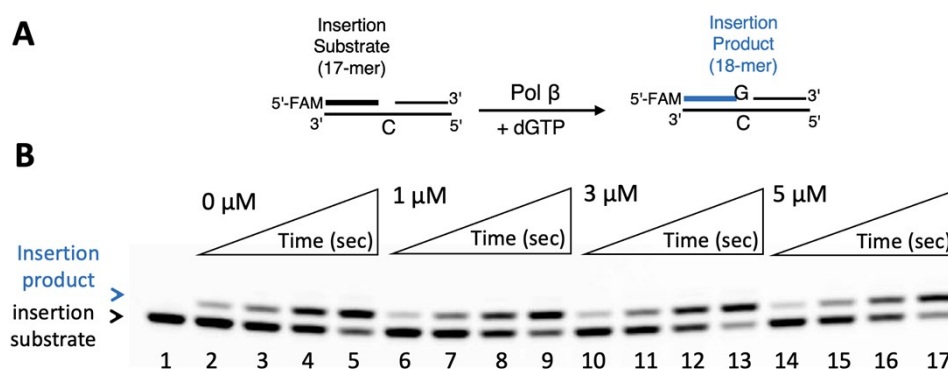 A
Insertion
Substrate
(17-mer)
Insertion
Product
(18-mer)
5'-FAM
3'
3'
C
5'
Pol β
+ dGTP
5'-FAM
G
3'
3'
C
5'
B
0 µM
1 µM
3 µM
5 µM
Time (sec)
Time (sec)
Time (sec)
Time (sec)
Insertion
product
insertion
substrate
1 2 3 4 5 6 7 8 9 10 11 12 13 14 15 16 17